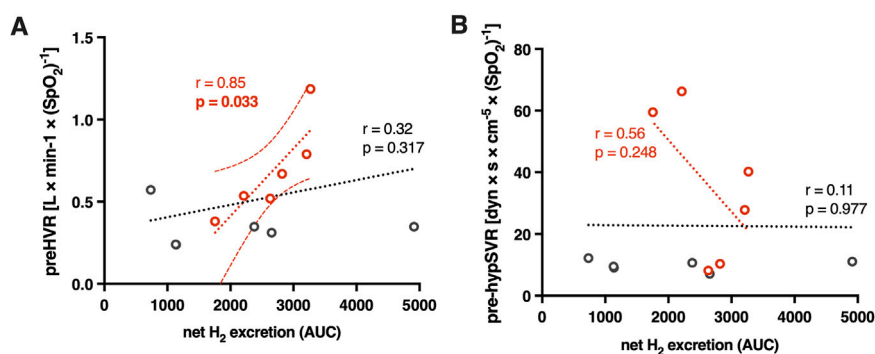 A
preHVR [L × min-1 × (SpO₂)⁻¹]
1.5
1.0
0.5
0.0
r = 0.85
p = 0.033
r = 0.32
p = 0.317
0 1000 2000 3000 4000 5000
net H₂ excretion (AUC)
B
pre-hypSVR [dyn × s × cm⁻⁵ × (SpO₂)⁻¹]
80
60
40
20
0
r = 0.56
p = 0.248
r = 0.11
p = 0.977
0 1000 2000 3000 4000 5000
net H₂ excretion (AUC)